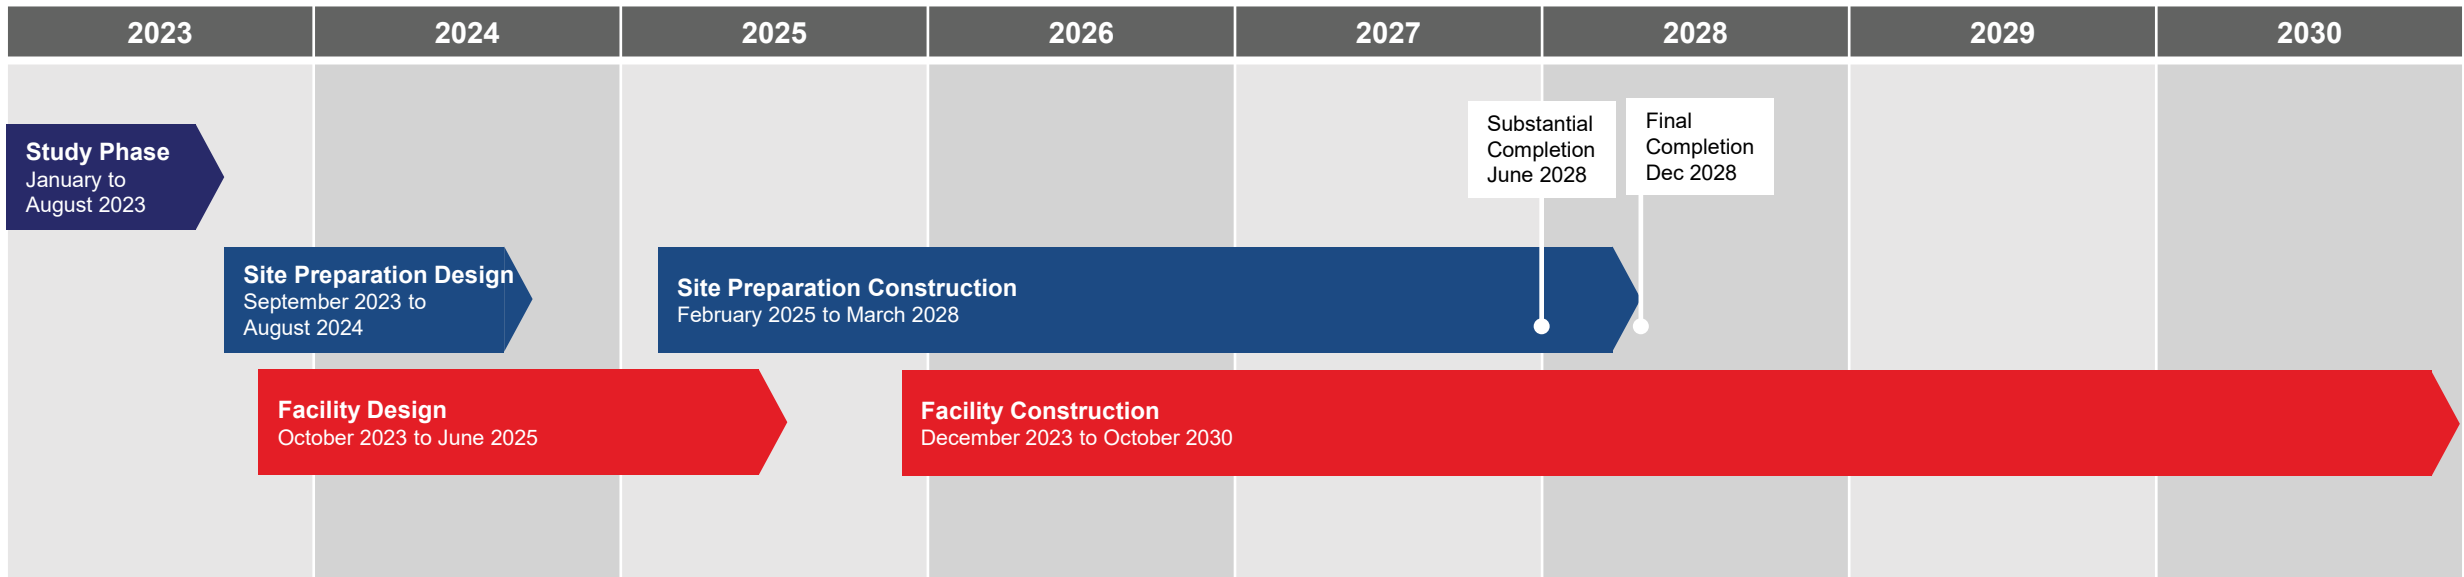 2023
2024
2025
2026
2027
2028
2029
2030
Study Phase
January to
August 2023
Substantial
Completion
June 2028
Final
Completion
Dec 2028
Site Preparation Design
September 2023 to
August 2024
Site Preparation Construction
February 2025 to March 2028
Facility Design
October 2023 to June 2025
Facility Construction
December 2023 to October 2030